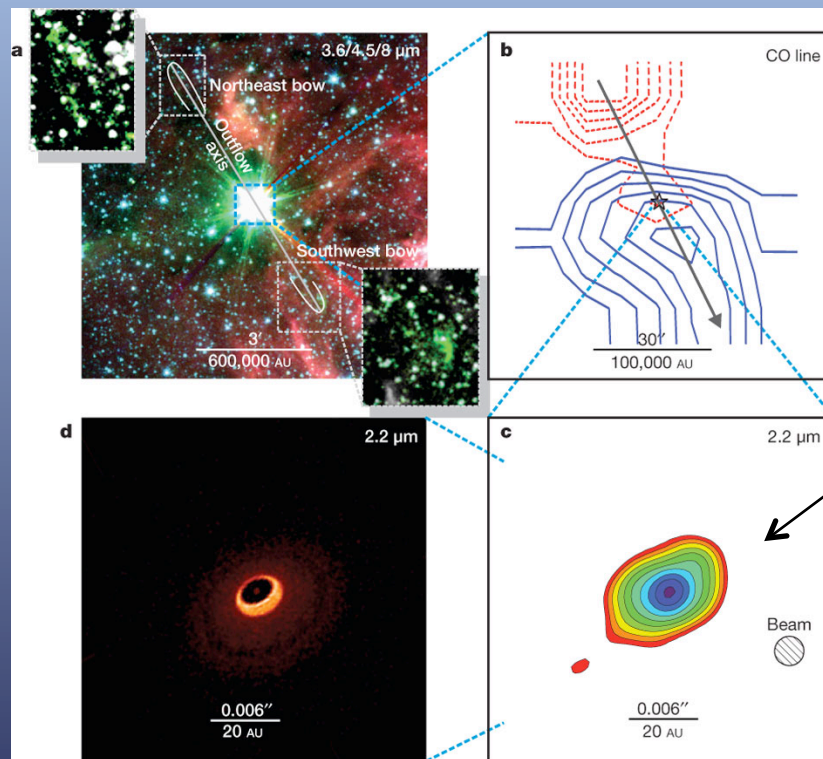 a
3.6/4.5/8 µm
Northeast bow
Outflow
axis
Southwest bow
3′
600,000 AU
b
CO line
30″
100,000 AU
d
2.2 µm
0.006″
20 AU
c
2.2 µm
Beam
0.006″
20 AU